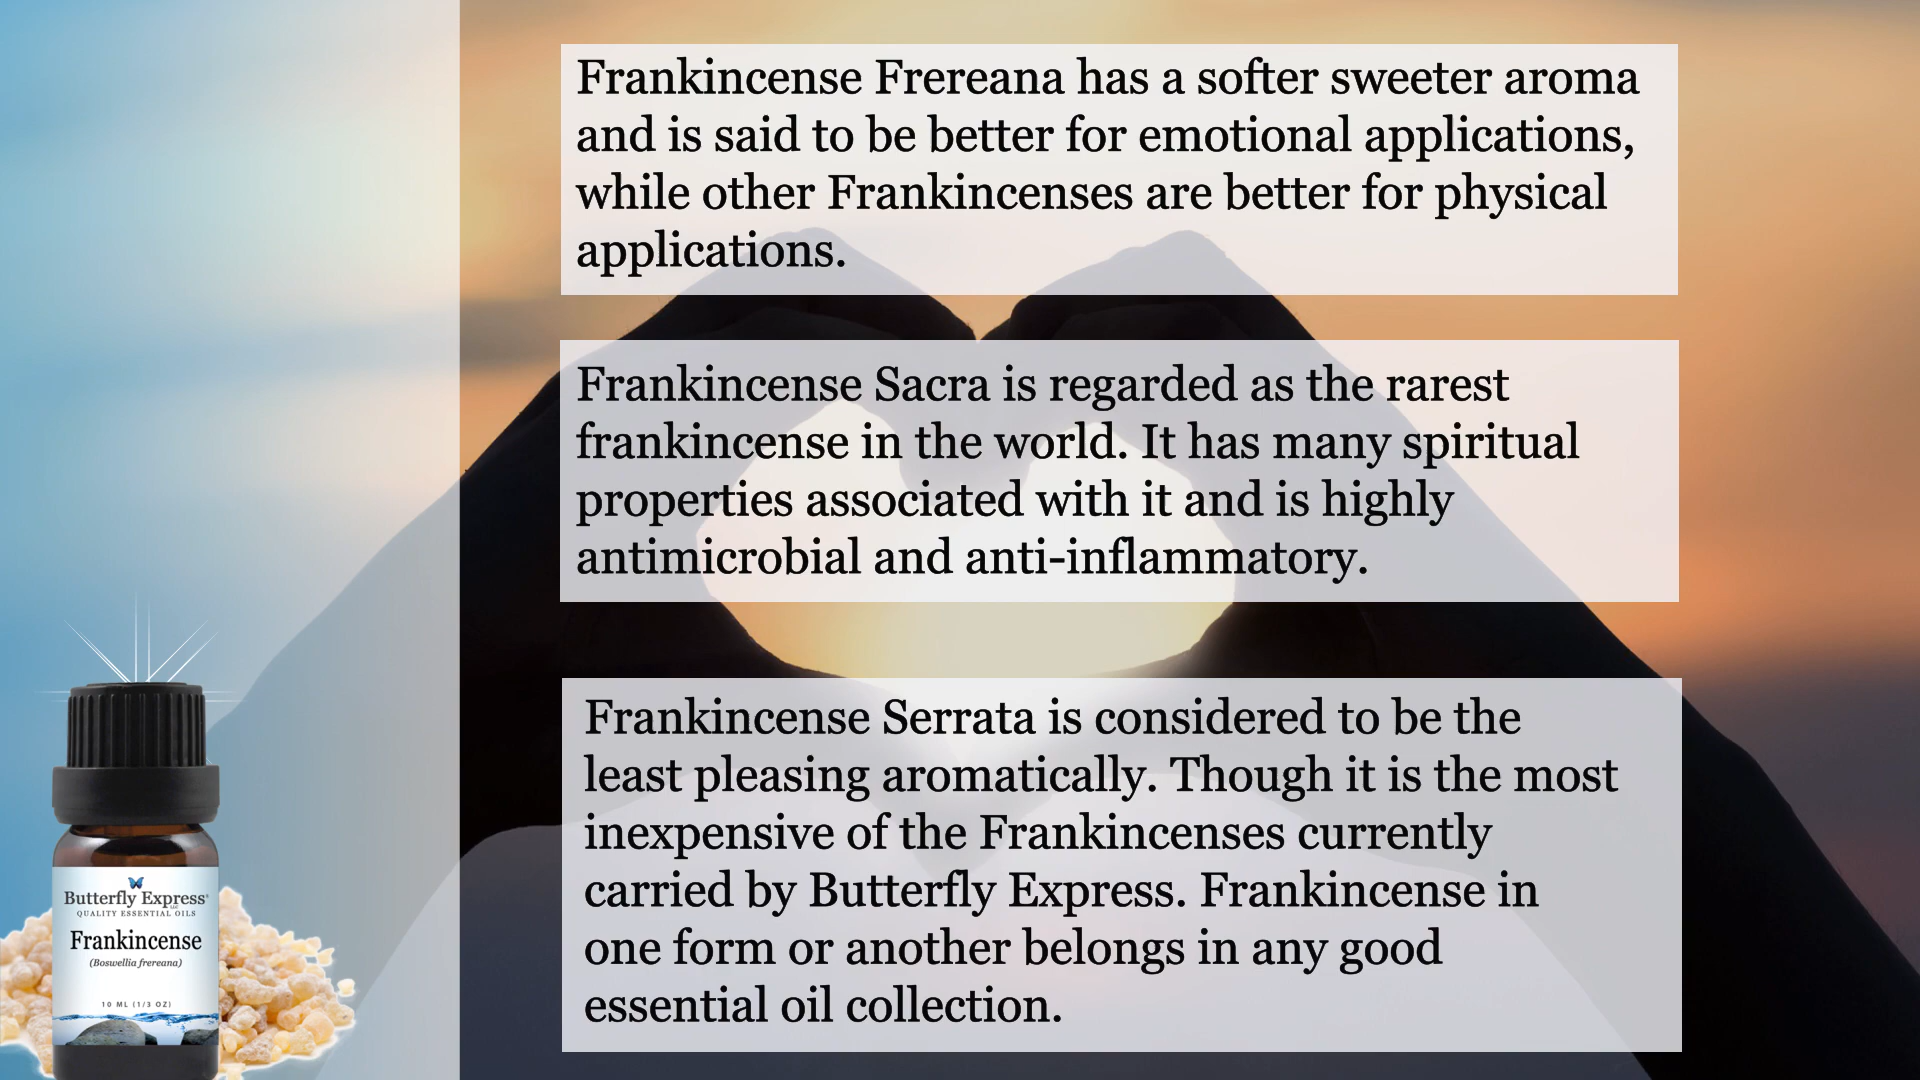 Frankincense Frereana has a softer sweeter aroma
and is said to be better for emotional applications,
while other Frankincenses are better for physical
applications.
Frankincense Sacra is regarded as the rarest
frankincense in the world. It has many spiritual
properties associated with it and is highly
antimicrobial and anti-inflammatory.
Frankincense Serrata is considered to be the
least pleasing aromatically. Though it is the most
inexpensive of the Frankincenses currently
carried by Butterfly Express. Frankincense in
one form or another belongs in any good
essential oil collection.
Butterfly Express
QUALITY ESSENTIAL OILS
Frankincense
(Boswellia frereana)
10 ML (1/3 OZ)